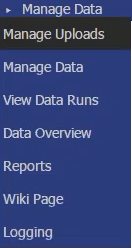 Manage Data
Manage Uploads
Manage Data
View Data Runs
Data Overview
Reports
Wiki Page
Logging